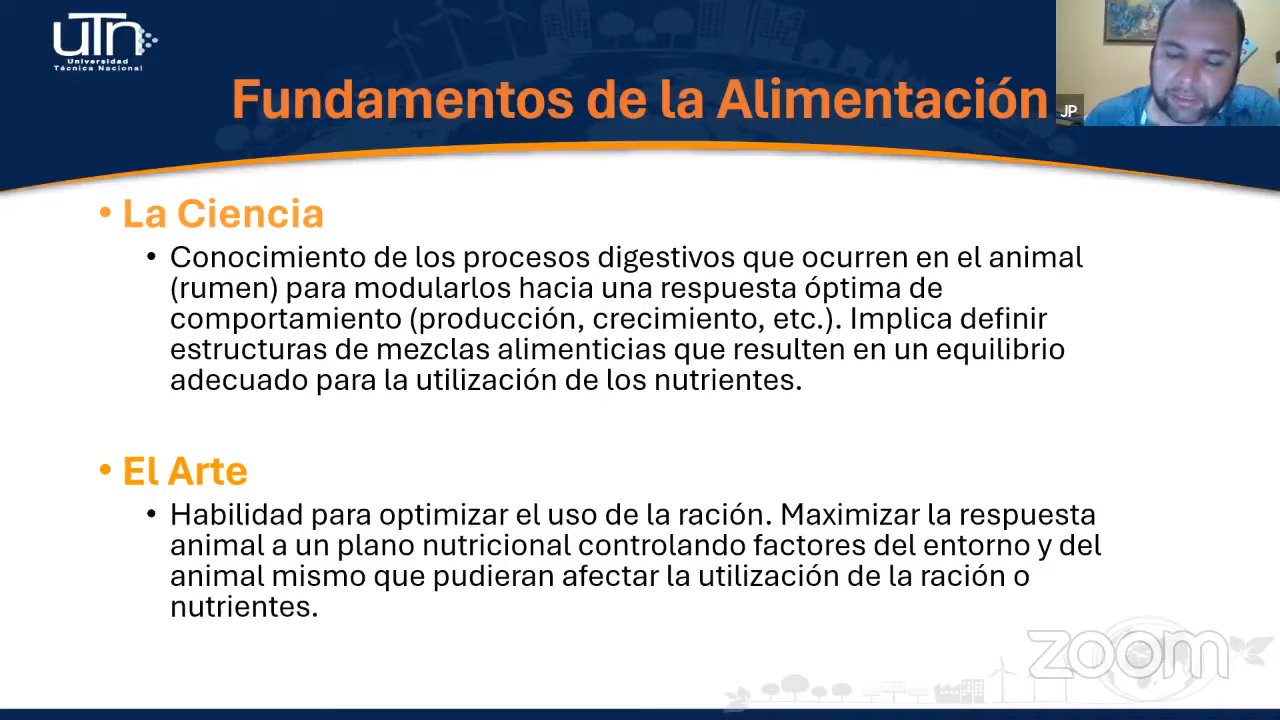 uTn
Universidad
Técnica Nacional
Fundamentos de la Alimentación
JP
• La Ciencia
• Conocimiento de los procesos digestivos que ocurren en el animal
(rumen) para modularlos hacia una respuesta óptima de
comportamiento (producción, crecimiento, etc.). Implica definir
estructuras de mezclas alimenticias que resulten en un equilibrio
adecuado para la utilización de los nutrientes.
• El Arte
• Habilidad para optimizar el uso de la ración. Maximizar la respuesta
animal a un plano nutricional controlando factores del entorno y del
animal mismo que pudieran afectar la utilización de la ración o
nutrientes.
zoom